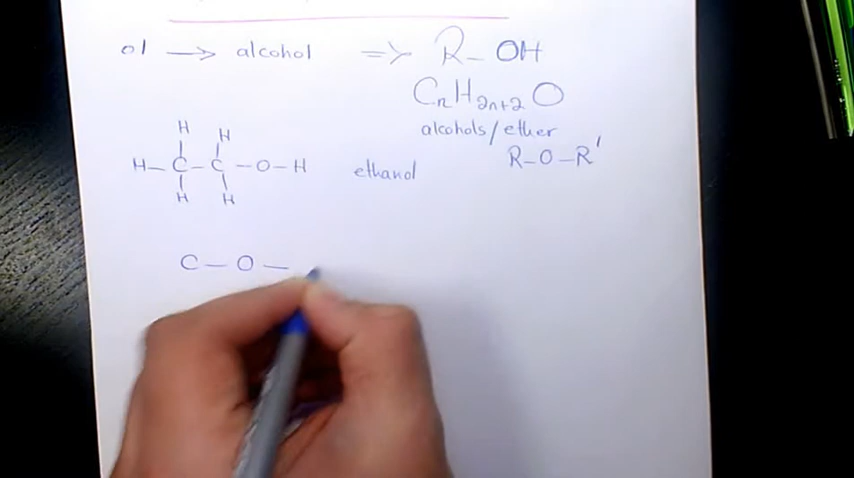 ol → alcohol ⇒ R-OH
CnH2n+2O
alcohols/ether
R-O-R'
H H
H-C-C-O-H ethanol
H H
C-O-